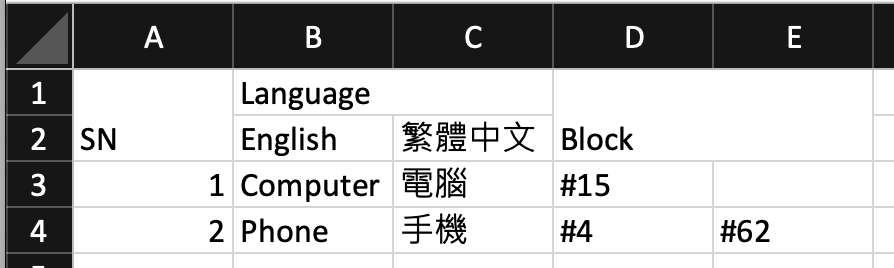 A B C D E
1 Language
2 SN English 繁體中文 Block
3 1 Computer 電腦 #15
4 2 Phone 手機 #4 #62